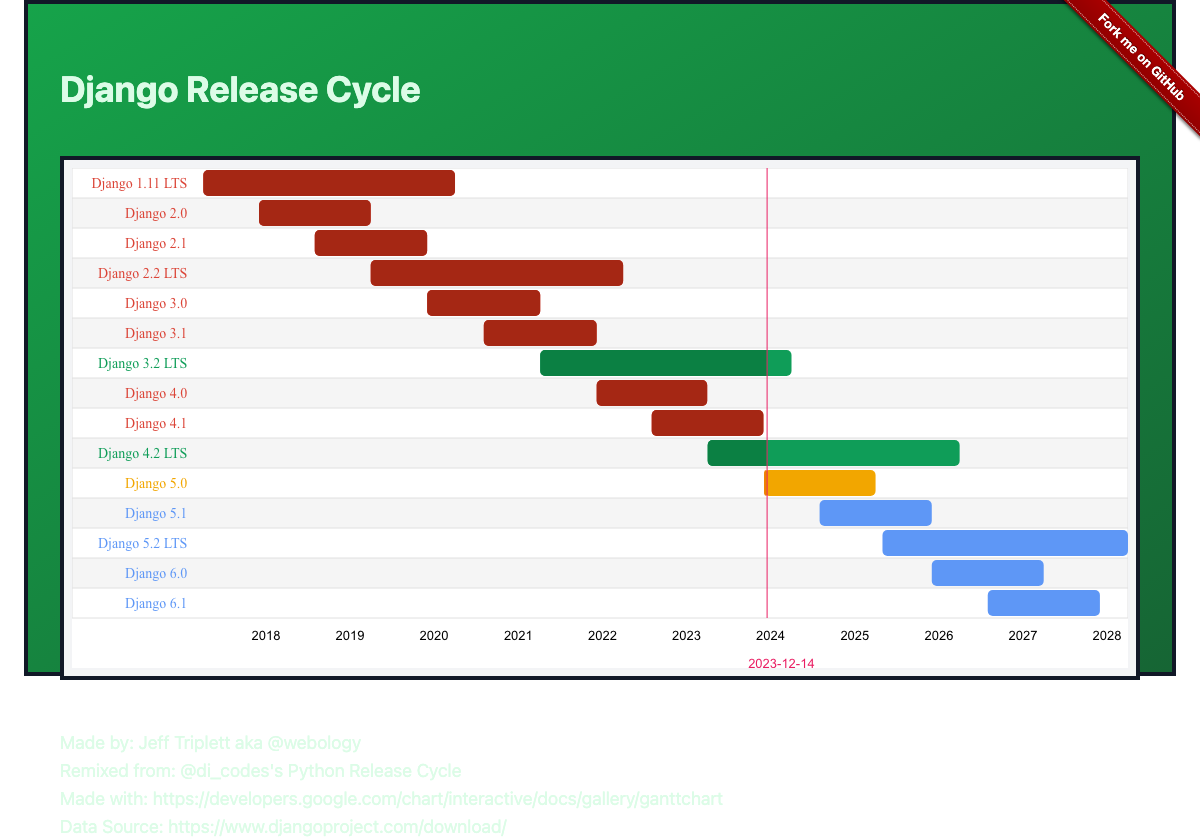 Fork me on GitHub
Django Release Cycle
Django 1.11 LTS
Django 2.0
Django 2.1
Django 2.2 LTS
Django 3.0
Django 3.1
Django 3.2 LTS
Django 4.0
Django 4.1
Django 4.2 LTS
Django 5.0
Django 5.1
Django 5.2 LTS
Django 6.0
Django 6.1
2018 2019 2020 2021 2022 2023 2024 2025 2026 2027 2028
2023-12-14
Made by: Jeff Triplett aka @webology
Remixed from: @di_codes's Python Release Cycle
Made with: https://developers.google.com/chart/interactive/docs/gallery/ganttchart
Data Source: https://www.djangoproject.com/download/